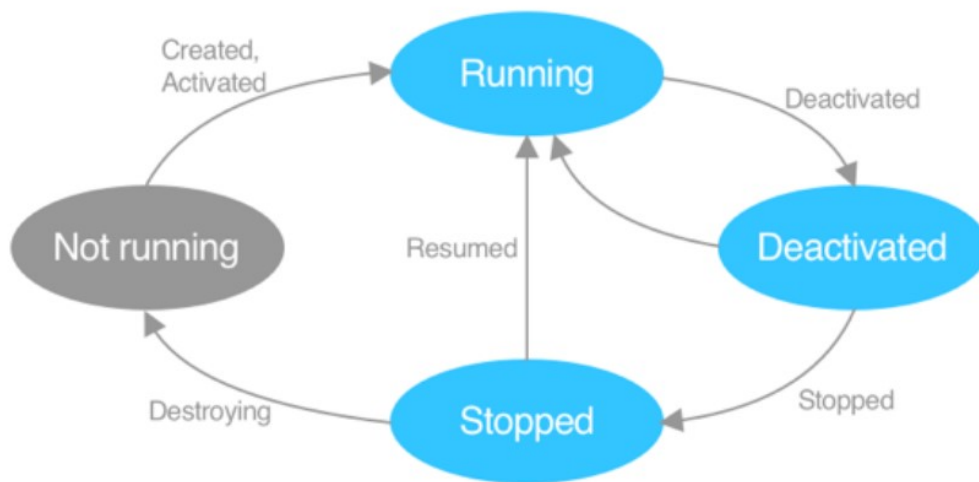 Created,
Activated
Running
Deactivated
Not running
Resumed
Deactivated
Destroying
Stopped
Stopped